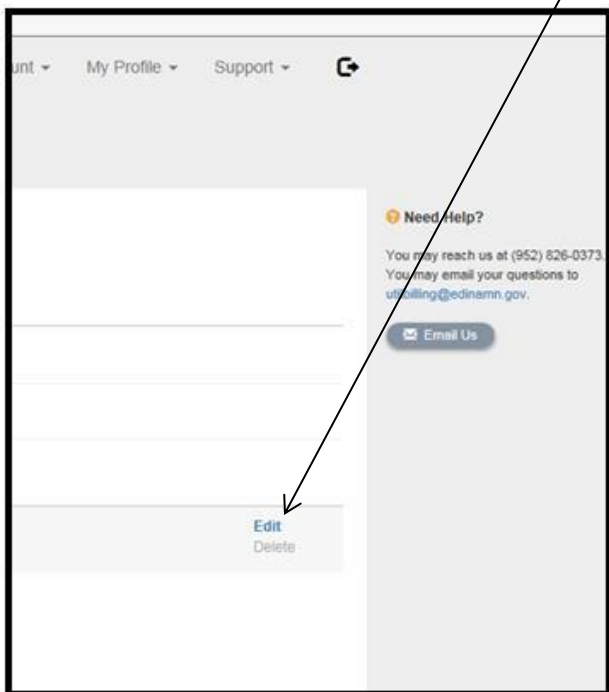 unt My Profile Support
Need Help?
You may reach us at (952) 826-0373.
You may email your questions to
utilbilling@edinamn.gov.
Email Us
Edit
Delete